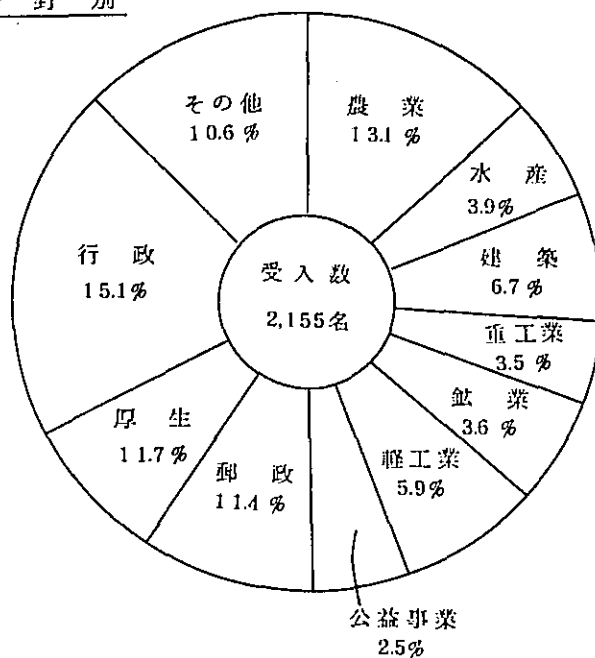 野 別
その他
10.6 %
農 業
13.1 %
水 産
3.9%
建 築
6.7 %
重工業
3.5 %
鉱 業
3.6 %
軽工業
5.9%
公益事業
2.5%
郵 政
11.4 %
厚 生
11.7 %
行 政
15.1%
受 入 数
2,155名